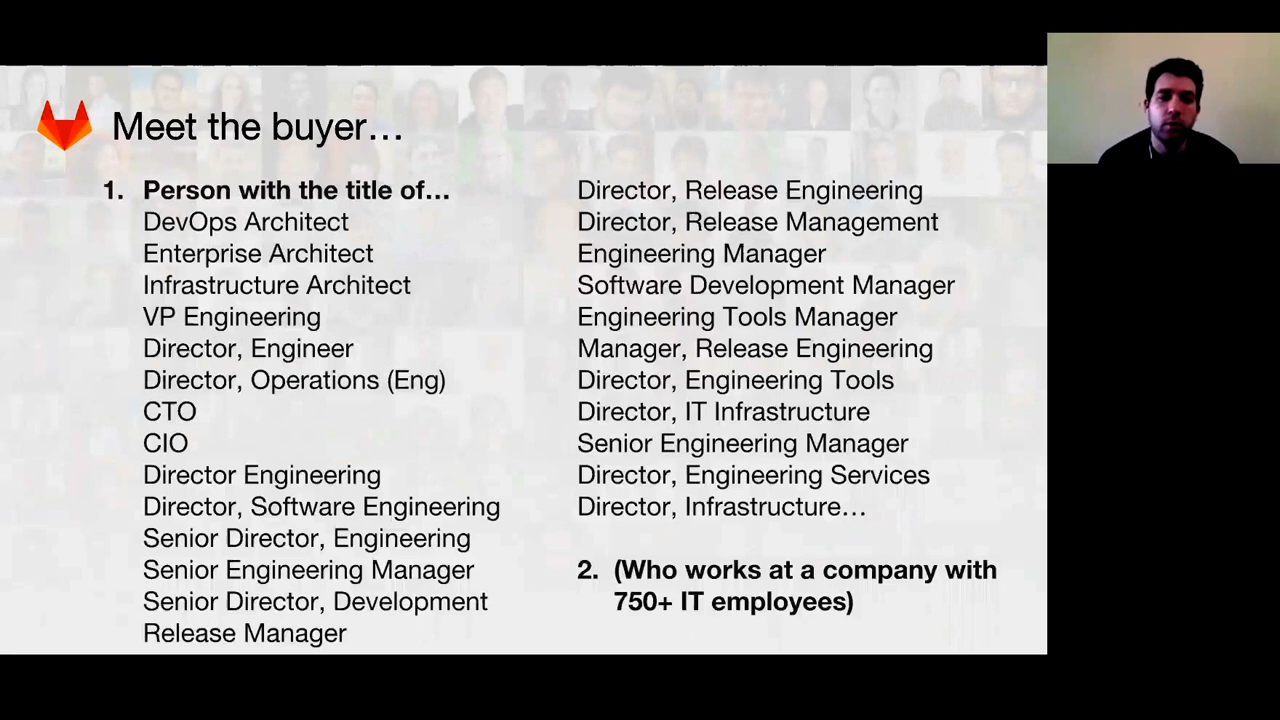 Meet the buyer…
1. Person with the title of…
DevOps Architect
Enterprise Architect
Infrastructure Architect
VP Engineering
Director, Engineer
Director, Operations (Eng)
CTO
CIO
Director Engineering
Director, Software Engineering
Senior Director, Engineering
Senior Engineering Manager
Senior Director, Development
Release Manager
Director, Release Engineering
Director, Release Management
Engineering Manager
Software Development Manager
Engineering Tools Manager
Manager, Release Engineering
Director, Engineering Tools
Director, IT Infrastructure
Senior Engineering Manager
Director, Engineering Services
Director, Infrastructure…
2. (Who works at a company with
750+ IT employees)